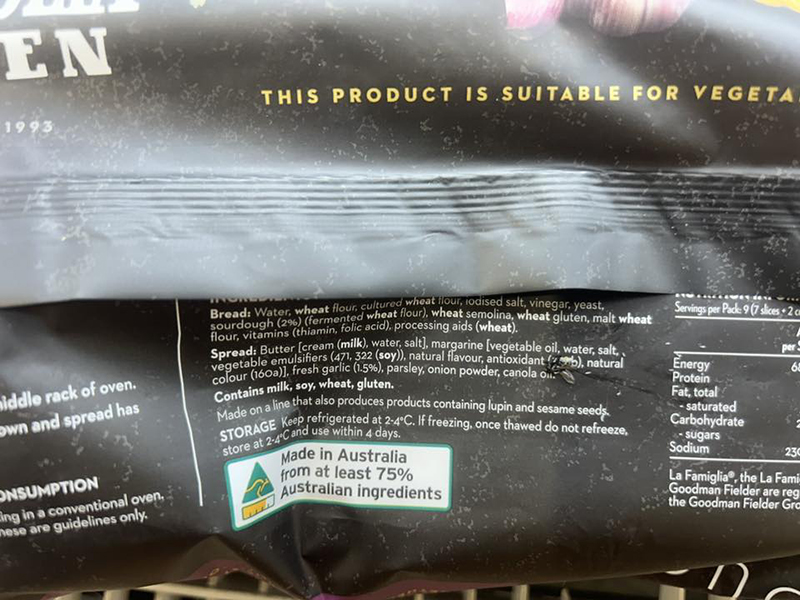 EN
1993
THIS PRODUCT IS SUITABLE FOR VEGETA
Bread: Water, wheat flour, cultured wheat flour, iodised salt, vinegar, yeast,
sourdough (2%) (fermented wheat flour), wheat semolina, wheat gluten, malt wheat
flour, vitamins (thiamin, folic acid), processing aids (wheat).
Spread: Butter [cream (milk), water, salt], margarine [vegetable oil, water, salt,
vegetable emulsifiers (471, 322 (soy)), natural flavour, antioxidant natural
colour (160a)], fresh garlic (1.5%), parsley, onion powder, canola
Contains milk, soy, wheat, gluten.
Made on a line that also produces products containing lupin and sesame seeds.
STORAGE Keep refrigerated at 2-4°C. If freezing, once thawed do not refreeze,
store at 2-4°C and use within 4 days.
Made in Australia
from at least 75%
Australian ingredients
middle rack of oven.
own and spread has
ONSUMPTION
ing in a conventional oven.
hese are guidelines only.
Servings per Pack: 9 (7 slices + 2
per
Energy 68
Protein
Fat, total
- saturated
Carbohydrate 2
- sugars
Sodium 230
La Famiglia®, the La Fami
Goodman Fielder are reg
the Goodman Fielder Gro